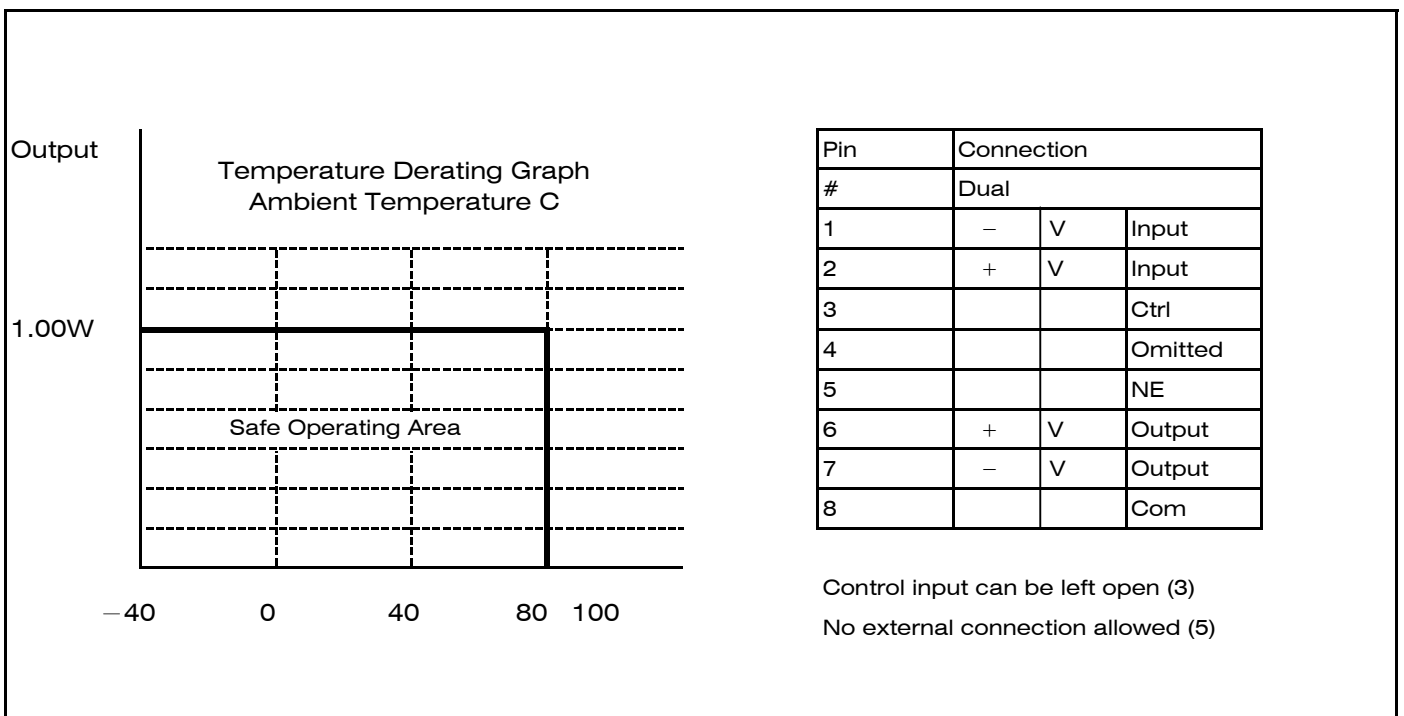 Output
Temperature Derating Graph
Ambient Temperature C
1.00W
Safe Operating Area
−40 0 40 80 100
Pin Connection
# Dual
1 − V Input
2 + V Input
3 Ctrl
4 Omitted
5 NE
6 + V Output
7 − V Output
8 Com
Control input can be left open (3)
No external connection allowed (5)